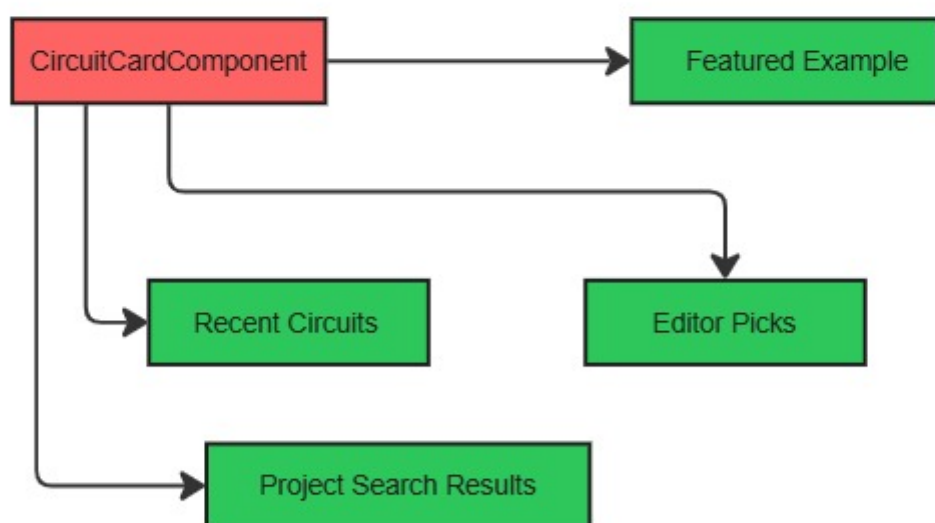 CircuitCardComponent
Featured Example
Recent Circuits
Editor Picks
Project Search Results